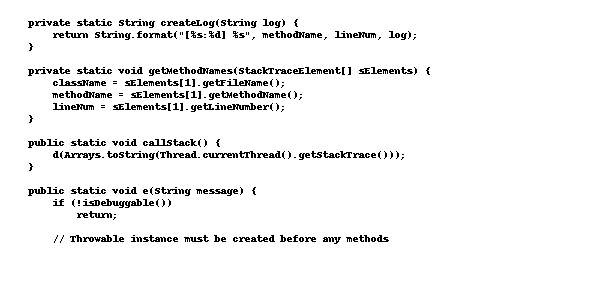 private static String createLog(String log) {
    return String.format("[%s:%d] %s", methodName, lineNum, log);
}

private static void getMethodNames(StackTraceElement[] sElements) {
    className = sElements[1].getFileName();
    methodName = sElements[1].getMethodName();
    lineNum = sElements[1].getLineNumber();
}

public static void callStack() {
    d(Arrays.toString(Thread.currentThread().getStackTrace()));
}

public static void e(String message) {
    if (!isDebuggable())
        return;

    // Throwable instance must be created before any methods